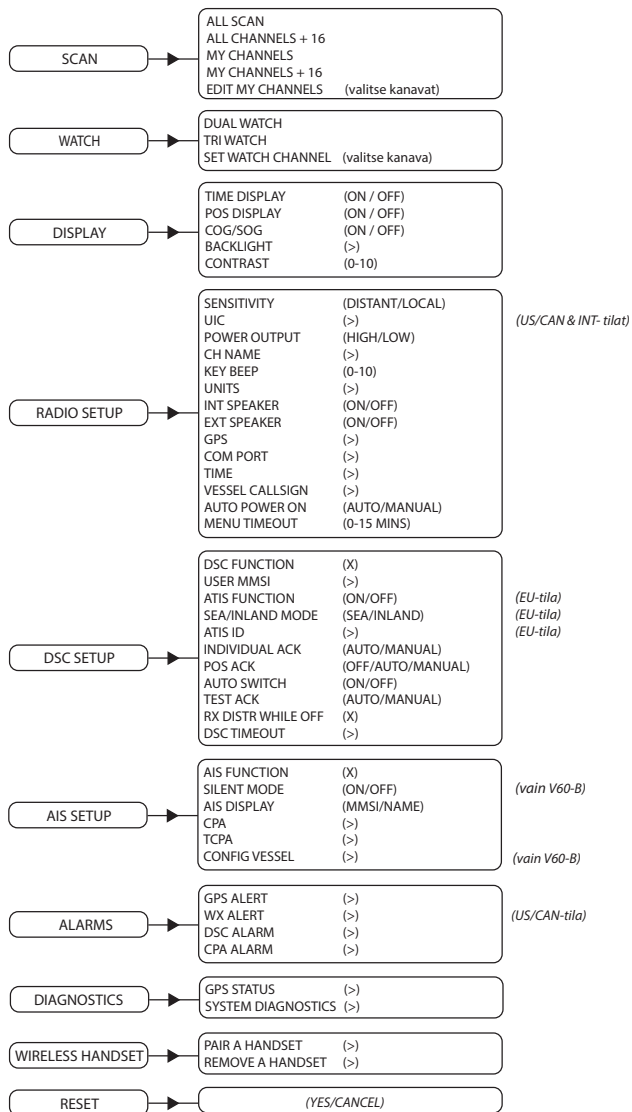 SCAN
ALL SCAN
ALL CHANNELS + 16
MY CHANNELS
MY CHANNELS + 16
EDIT MY CHANNELS (valitse kanavat)
WATCH
DUAL WATCH
TRI WATCH
SET WATCH CHANNEL (valitse kanava)
DISPLAY
TIME DISPLAY (ON / OFF)
POS DISPLAY (ON / OFF)
COG/SOG (ON / OFF)
BACKLIGHT (>)
CONTRAST (0-10)
RADIO SETUP
SENSITIVITY (DISTANT/LOCAL)
UIC (>) (US/CAN & INT- tilat)
POWER OUTPUT (HIGH/LOW)
CH NAME (>)
KEY BEEP (0-10)
UNITS (>)
INT SPEAKER (ON/OFF)
EXT SPEAKER (ON/OFF)
GPS (>)
COM PORT (>)
TIME (>)
VESSEL CALLSIGN (>)
AUTO POWER ON (AUTO/MANUAL)
MENU TIMEOUT (0-15 MINS)
DSC SETUP
DSC FUNCTION (X)
USER MMSI (>)
ATIS FUNCTION (ON/OFF) (EU-tila)
SEA/INLAND MODE (SEA/INLAND) (EU-tila)
ATIS ID (>) (EU-tila)
INDIVIDUAL ACK (AUTO/MANUAL)
POS ACK (OFF/AUTO/MANUAL)
AUTO SWITCH (ON/OFF)
TEST ACK (AUTO/MANUAL)
RX DISTR WHILE OFF (X)
DSC TIMEOUT (>)
AIS SETUP
AIS FUNCTION (X)
SILENT MODE (ON/OFF) (vain V60-B)
AIS DISPLAY (MMSI/NAME)
CPA (>)
TCPA (>)
CONFIG VESSEL (>) (vain V60-B)
ALARMS
GPS ALERT (>)
WX ALERT (>) (US/CAN-tila)
DSC ALARM (>)
CPA ALARM (>)
DIAGNOSTICS
GPS STATUS (>)
SYSTEM DIAGNOSTICS (>)
WIRELESS HANDSET
PAIR A HANDSET (>)
REMOVE A HANDSET (>)
RESET
(YES/CANCEL)